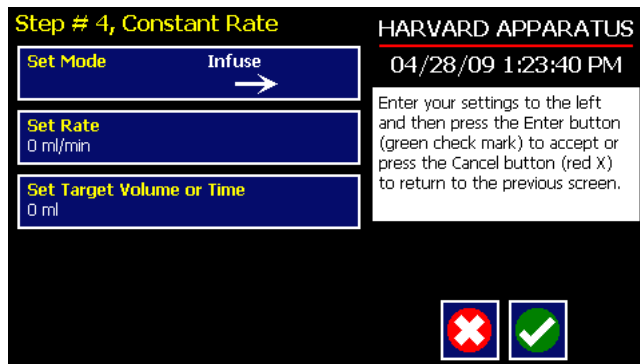 Step # 4, Constant Rate
Set Mode Infuse
Set Rate
0 ml/min
Set Target Volume or Time
0 ml
HARVARD APPARATUS
04/28/09 1:23:40 PM
Enter your settings to the left
and then press the Enter button
(green check mark) to accept or
press the Cancel button (red X)
to return to the previous screen.